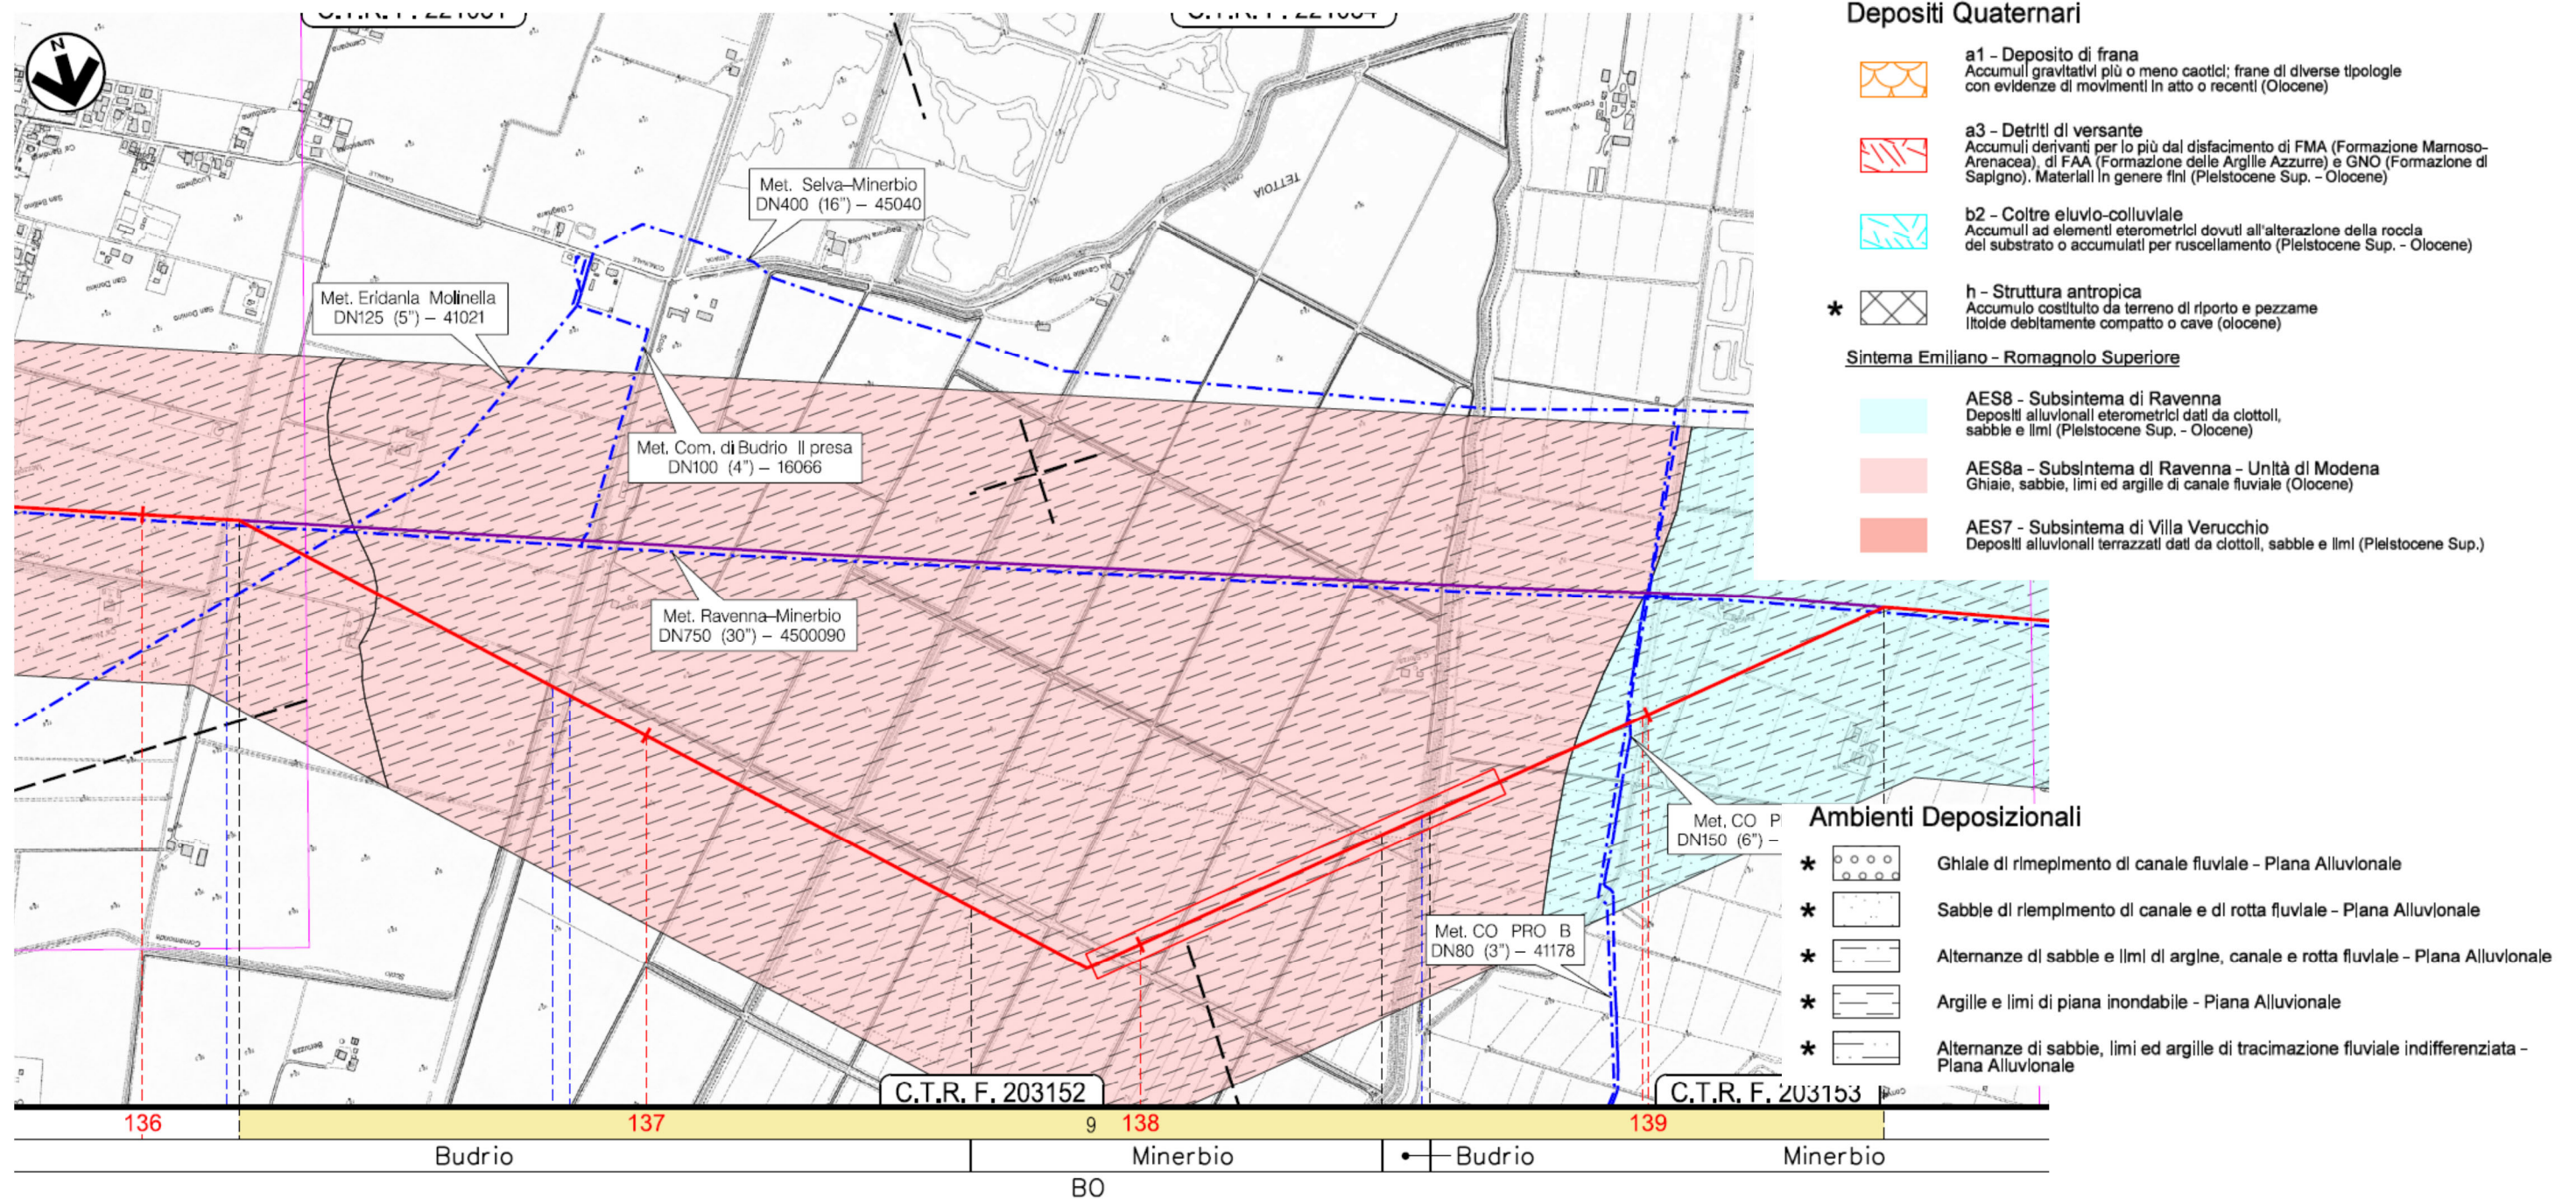 N
Met. Selva–Minerbio
DN400 (16") – 45040
TETTOIA
Met. Eridania Molinella
DN125 (5") – 41021
Met. Com. di Budrio II presa
DN100 (4") – 16066
Met. Ravenna–Minerbio
DN750 (30") – 4500090
Met. CO P
DN150 (6") –
Met. CO PRO B
DN80 (3") – 41178
C.T.R. F. 203152
C.T.R. F. 203153
136
137
9
138
139
Budrio
Minerbio
Budrio
Minerbio
BO
Depositi Quaternari
a1 - Deposito di frana
Accumuli gravitativi più o meno caotici; frane di diverse tipologie
con evidenze di movimenti in atto o recenti (Olocene)
a3 - Detriti di versante
Accumuli derivanti per lo più dal disfacimento di FMA (Formazione Marnoso-
Arenacea), di FAA (Formazione delle Argille Azzurre) e GNO (Formazione di
Sapigno). Materiali in genere fini (Pleistocene Sup. - Olocene)
b2 - Coltre eluvio-colluviale
Accumuli ad elementi eterometrici dovuti all'alterazione della roccia
del substrato o accumulati per ruscellamento (Pleistocene Sup. - Olocene)
* h - Struttura antropica
Accumulo costituito da terreno di riporto e pezzame
litoide debitamente compatto o cave (olocene)
Sintema Emiliano - Romagnolo Superiore
AES8 - Subsintema di Ravenna
Depositi alluvionali eterometrici dati da ciottoli,
sabbie e limi (Pleistocene Sup. - Olocene)
AES8a - Subsintema di Ravenna - Unità di Modena
Ghiaie, sabbie, limi ed argille di canale fluviale (Olocene)
AES7 - Subsintema di Villa Verucchio
Depositi alluvionali terrazzati dati da ciottoli, sabbie e limi (Pleistocene Sup.)
Ambienti Deposizionali
* Ghiaie di rimepimento di canale fluviale - Piana Alluvionale
* Sabbie di riempimento di canale e di rotta fluviale - Piana Alluvionale
* Alternanze di sabbie e limi di argine, canale e rotta fluviale - Piana Alluvionale
* Argille e limi di piana inondabile - Piana Alluvionale
* Alternanze di sabbie, limi ed argille di tracimazione fluviale indifferenziata -
Piana Alluvionale